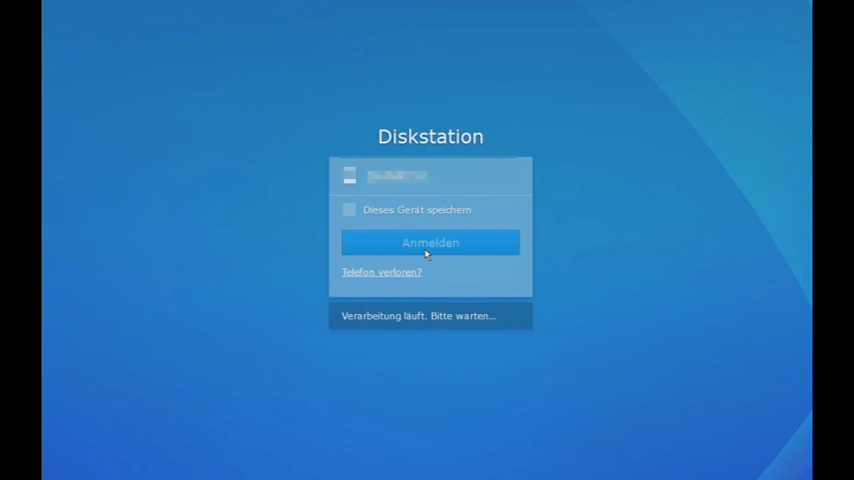 Diskstation
Dieses Gerät speichern
Anmelden
Telefon verloren?
Verarbeitung läuft. Bitte warten...